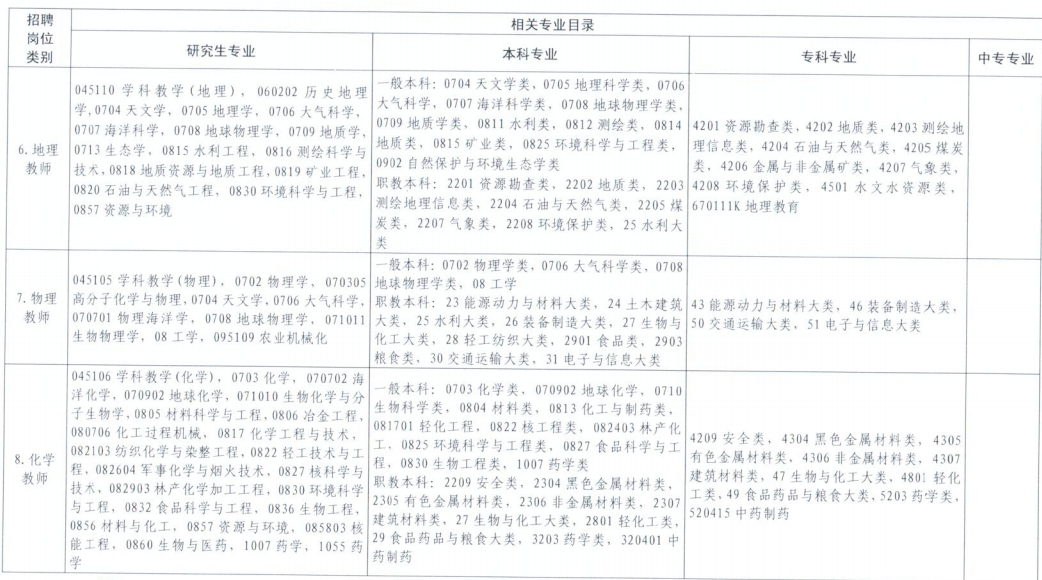 招聘
岗位
类别
相关专业目录
研究生专业
本科专业
专科专业
中专专业
6.地理
教师
045110 学科教学(地理)，060202 历史地理
学,0704 天文学，0705 地理学，0706 大气科学，
0707 海洋科学，0708 地球物理学，0709 地质学，
0713 生态学，0815 水利工程，0816 测绘科学与
技术,0818 地质资源与地质工程,0819 矿业工程，
0820 石油与天然气工程，0830 环境科学与工程，
0857 资源与环境
一般本科：0704 天文学类，0705 地理科学类，0706
大气科学，0707 海洋科学类，0708 地球物理学类，
0709 地质学类，0811 水利类，0812 测绘类，0814
地质类，0815 矿业类，0825 环境科学与工程类，
0902 自然保护与环境生态学类
职教本科：2201 资源勘查类，2202 地质类，2203
测绘地理信息类，2204 石油与天然气类，2205 煤
炭类，2207 气象类，2208 环境保护类，25 水利大
类
4201 资源勘查类，4202 地质类，4203 测绘地
理信息类，4204 石油与天然气类，4205 煤炭
类，4206 金属与非金属矿类，4207 气象类，
4208 环境保护类，4501 水文水资源类，
670111K 地理教育
7.物理
教师
045105 学科教学(物理)，0702 物理学，070305
高分子化学与物理,0704 天文学,0706 大气科学，
070701 物理海洋学，0708 地球物理学，071011
生物物理学，08 工学，095109 农业机械化
一般本科：0702 物理学类，0706 大气科学类，0708
地球物理学类，08 工学
职教本科：23 能源动力与材料大类，24 土木建筑
大类，25 水利大类，26 装备制造大类，27 生物与
化工大类，28 轻工纺织大类，2901 食品类，2903
粮食类，30 交通运输大类，31 电子与信息大类
43 能源动力与材料大类，46 装备制造大类，
50 交通运输大类，51 电子与信息大类
8.化学
教师
045106 学科教学(化学)，0703 化学，070702 海
洋化学，070902 地球化学，071010 生物化学与分
子生物学,0805 材料科学与工程,0806 冶金工程，
080706 化工过程机械，0817 化学工程与技术，
082103 纺织化学与染整工程，0822 轻工技术与工
程，082604 军事化学与烟火技术，0827 核科学与
技术，082903 林产化学加工工程，0830 环境科学
与工程，0832 食品科学与工程，0836 生物工程，
0856 材料与化工，0857 资源与环境，085803 核
能工程，0860 生物与医药，1007 药学，1055 药
学
一般本科：0703 化学类，070902 地球化学，0710
生物科学类，0804 材料类，0813 化工与制药类，
081701 轻化工程，0822 核工程类，082403 林产化
工，0825 环境科学与工程类，0827 食品科学与工
程，0830 生物工程类，1007 药学类
职教本科：2209 安全类，2304 黑色金属材料类，
2305 有色金属材料类，2306 非金属材料类，2307
建筑材料类，27 生物与化工大类，2801 轻化工类，
29 食品药品与粮食大类，3203 药学类，320401 中
药制药
4209 安全类，4304 黑色金属材料类，4305
有色金属材料类，4306 非金属材料类，4307
建筑材料类，47 生物与化工大类，4801 轻化
工类,49 食品药品与粮食大类,5203 药学类，
520415 中药制药